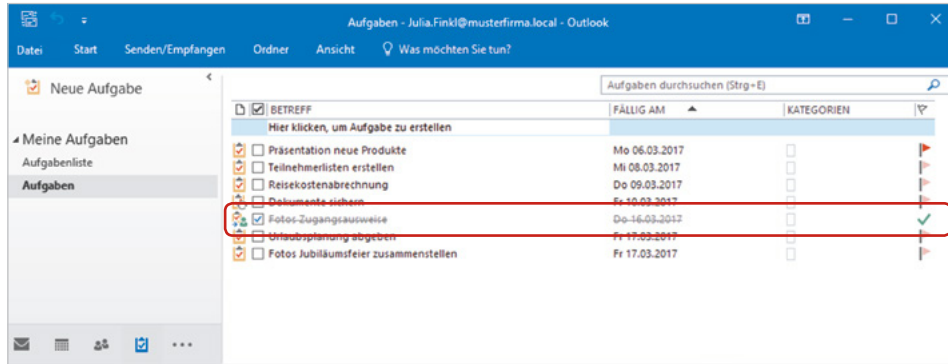 Aufgaben - Julia.Finkl@musterfirma.local - Outlook
Datei Start Senden/Empfangen Ordner Ansicht Was möchten Sie tun?
Neue Aufgabe
Aufgaben durchsuchen (Strg+E)
BETREFF FÄLLIG AM KATEGORIEN
Hier klicken, um Aufgabe zu erstellen
Meine Aufgaben
Aufgabenliste
Aufgaben
Präsentation neue Produkte Mo 06.03.2017
Teilnehmerlisten erstellen Mi 08.03.2017
Reisekostenabrechnung Do 09.03.2017
Dokumente sichern Fr 10.03.2017
Fotos Zugangsausweise Do 16.03.2017
Urlaubsplanung abgeben Fr 17.03.2017
Fotos Jubiläumsfeier zusammenstellen Fr 17.03.2017